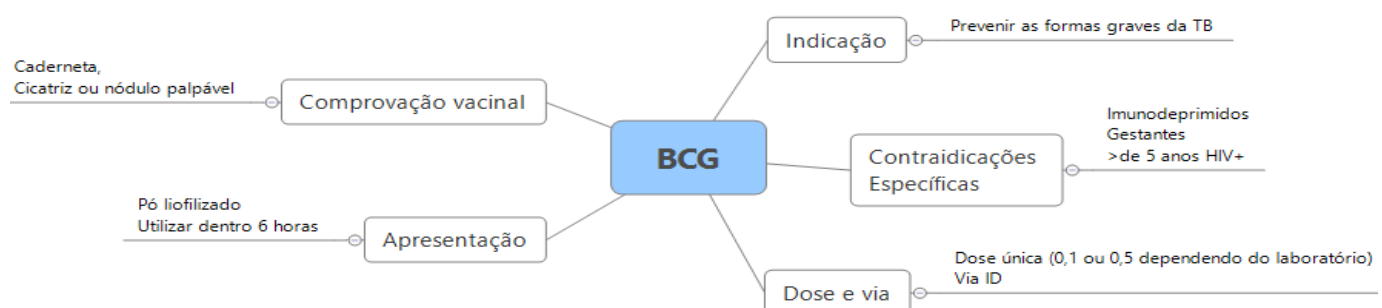 BCG
Indicação
Prevenir as formas graves da TB
Contraidicações
Específicas
Imunodeprimidos
Gestantes
>de 5 anos HIV+
Dose e via
Dose única (0,1 ou 0,5 dependendo do laboratório)
Via ID
Comprovação vacinal
Caderneta,
Cicatriz ou nódulo palpável
Apresentação
Pó liofilizado
Utilizar dentro 6 horas